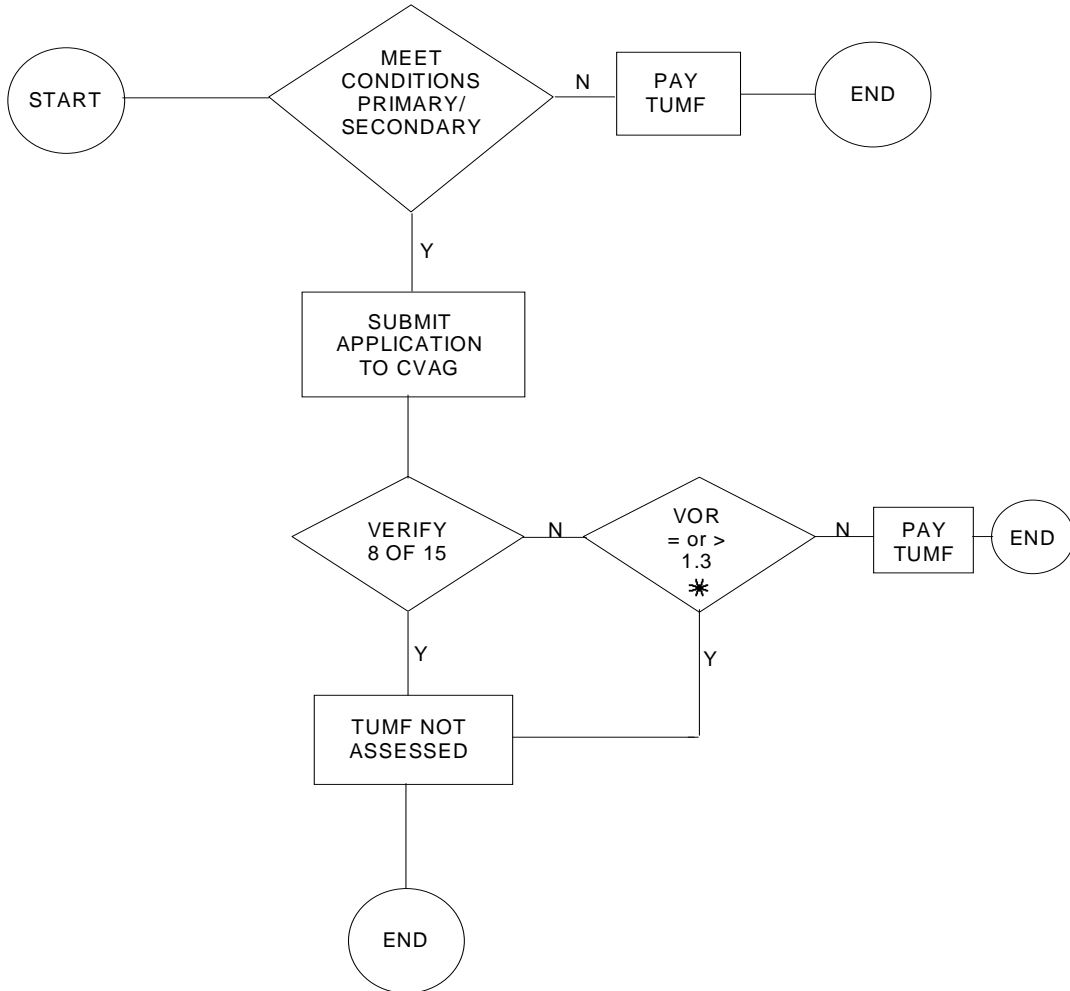 START
MEET
CONDITIONS
PRIMARY/
SECONDARY
N
PAY
TUMF
END
Y
SUBMIT
APPLICATION
TO CVAG
VERIFY
8 OF 15
N
VOR
= or >
1.3
*
N
PAY
TUMF
END
Y
Y
TUMF NOT
ASSESSED
END